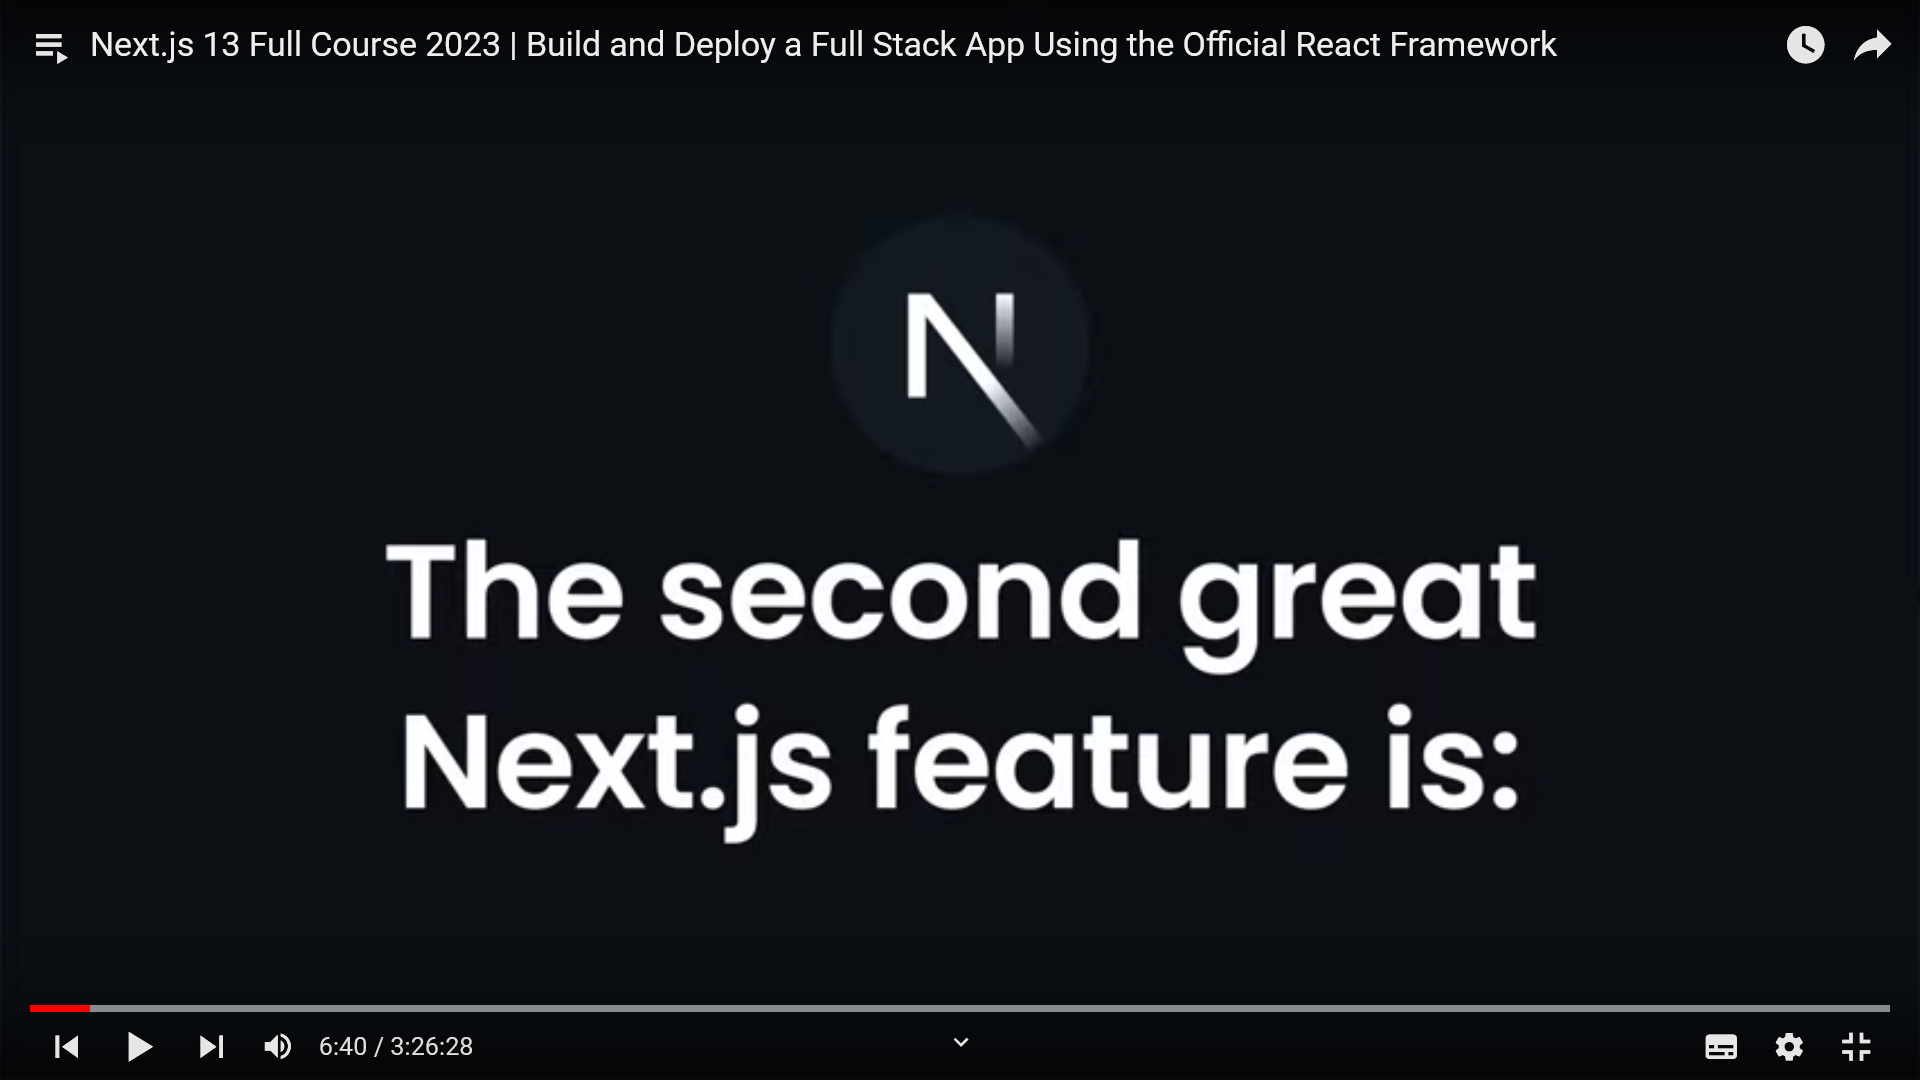 Next.js 13 Full Course 2023 | Build and Deploy a Full Stack App Using the Official React Framework
N
The second great
Next.js feature is:
6:40 / 3:26:28